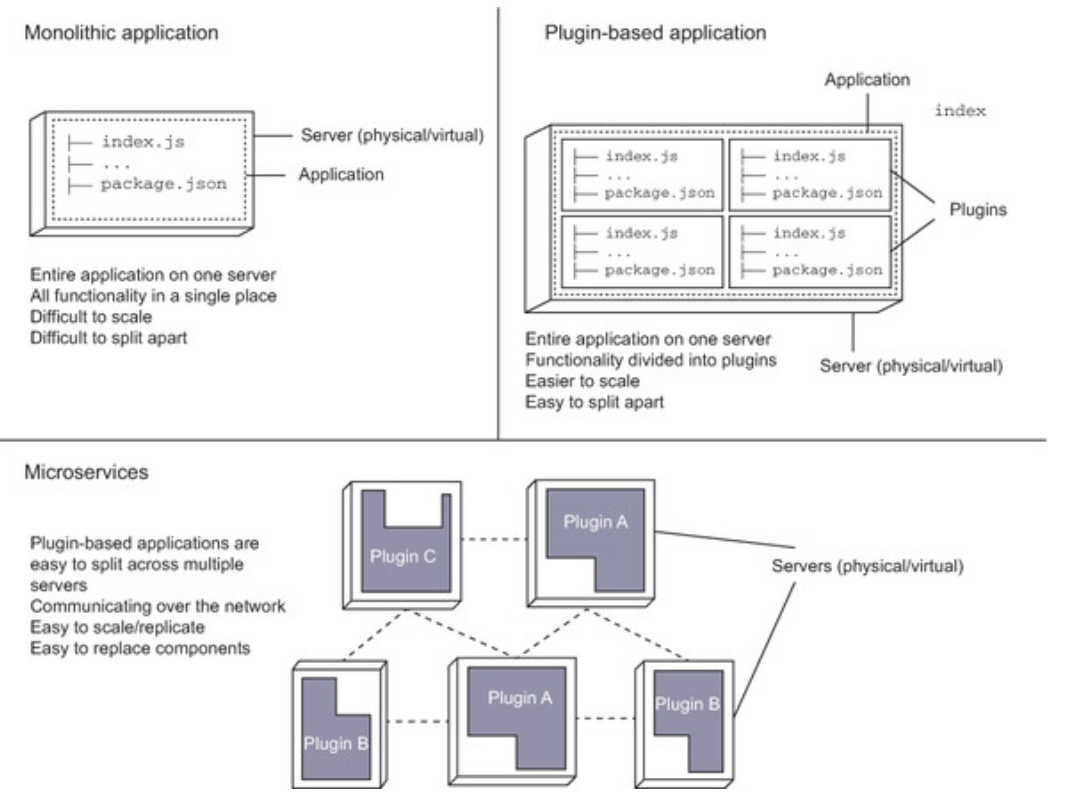 Monolithic application
├── index.js
├── ...
├── package.json
Server (physical/virtual)
Application
Entire application on one server
All functionality in a single place
Difficult to scale
Difficult to split apart
Plugin-based application
Application
index
├── index.js
├── ...
├── package.json
├── index.js
├── ...
├── package.json
├── index.js
├── ...
├── package.json
├── index.js
├── ...
├── package.json
Plugins
Entire application on one server
Functionality divided into plugins
Easier to scale
Easy to split apart
Server (physical/virtual)
Microservices
Plugin-based applications are
easy to split across multiple
servers
Communicating over the network
Easy to scale/replicate
Easy to replace components
Plugin C
Plugin A
Servers (physical/virtual)
Plugin B
Plugin A
Plugin B